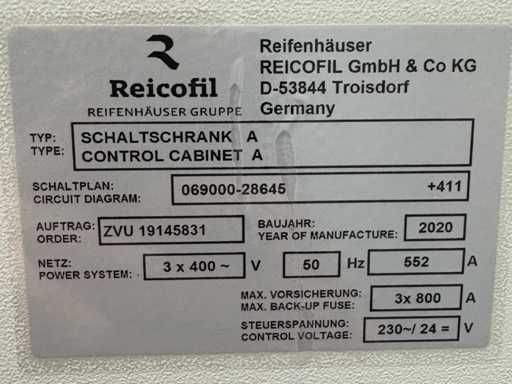 Reicofil
REIFENHÄUSER GRUPPE
Reifenhäuser
REICOFIL GmbH & Co KG
D-53844 Troisdorf
Germany
TYP: SCHALTSCHRANK A
TYPE: CONTROL CABINET A
SCHALTPLAN:
CIRCUIT DIAGRAM: 069000-28645 +411
AUFTRAG:
ORDER: ZVU 19145831
BAUJAHR:
YEAR OF MANUFACTURE: 2020
NETZ:
POWER SYSTEM: 3 x 400 ~ V 50 Hz 552 A
MAX. VORSICHERUNG:
MAX. BACK-UP FUSE: 3x 800 A
STEUERSPANNUNG:
CONTROL VOLTAGE: 230~/ 24 = V